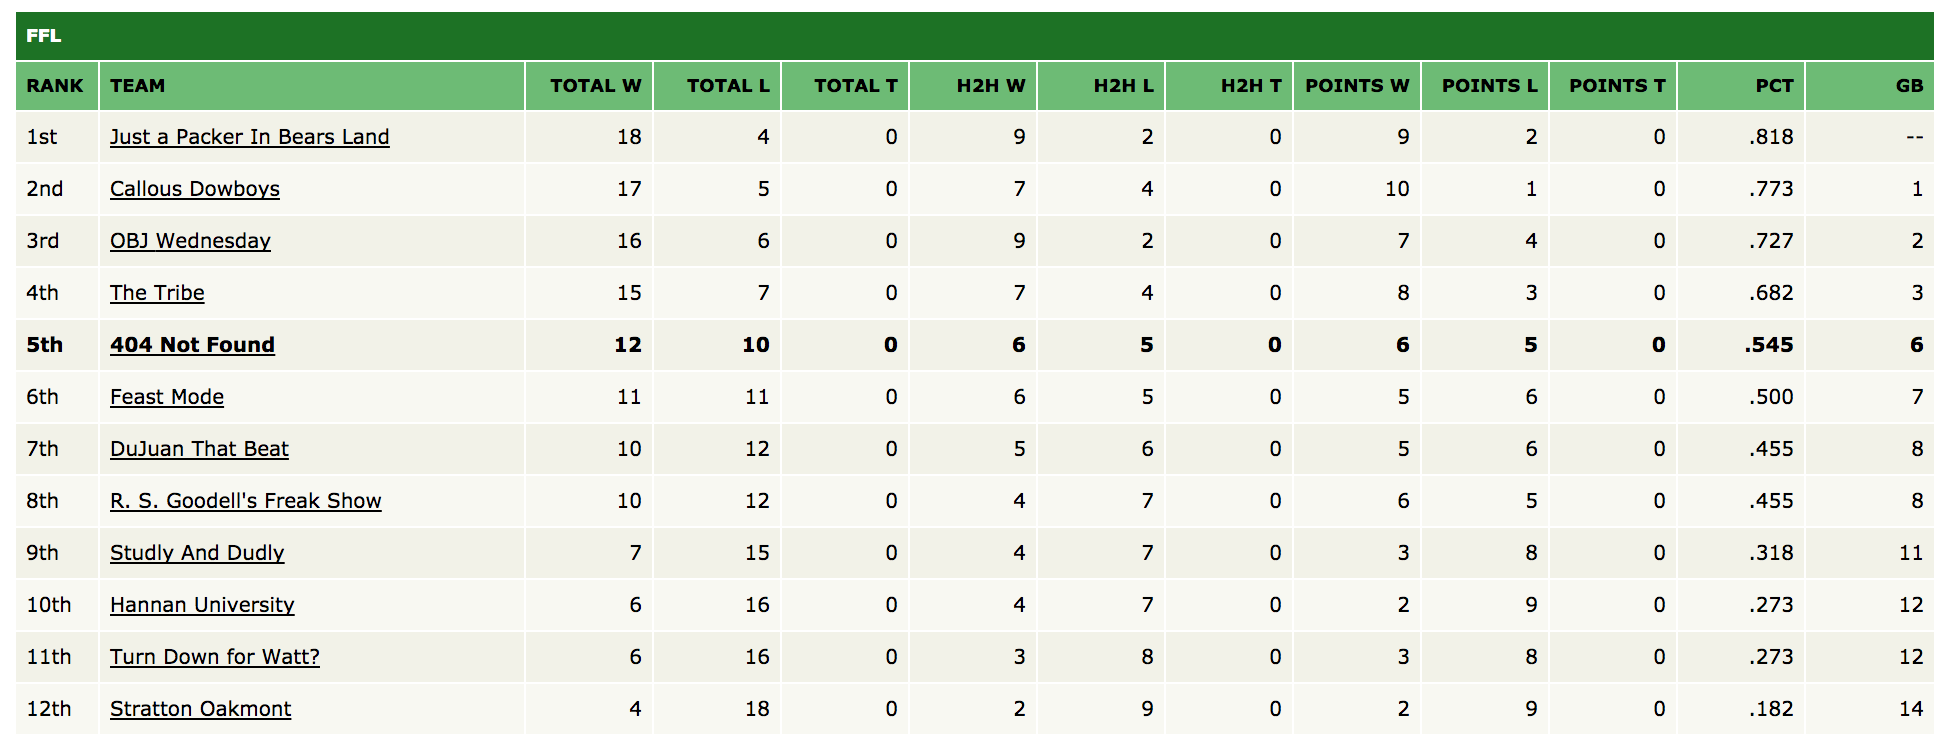 FFL
RANK TEAM TOTAL W TOTAL L TOTAL T H2H W H2H L H2H T POINTS W POINTS L POINTS T PCT GB
1st Just a Packer In Bears Land 18 4 0 9 2 0 9 2 0 .818 --
2nd Callous Dowboys 17 5 0 7 4 0 10 1 0 .773 1
3rd OBJ Wednesday 16 6 0 9 2 0 7 4 0 .727 2
4th The Tribe 15 7 0 7 4 0 8 3 0 .682 3
5th 404 Not Found 12 10 0 6 5 0 6 5 0 .545 6
6th Feast Mode 11 11 0 6 5 0 5 6 0 .500 7
7th DuJuan That Beat 10 12 0 5 6 0 5 6 0 .455 8
8th R. S. Goodell's Freak Show 10 12 0 4 7 0 6 5 0 .455 8
9th Studly And Dudly 7 15 0 4 7 0 3 8 0 .318 11
10th Hannan University 6 16 0 4 7 0 2 9 0 .273 12
11th Turn Down for Watt? 6 16 0 3 8 0 3 8 0 .273 12
12th Stratton Oakmont 4 18 0 2 9 0 2 9 0 .182 14